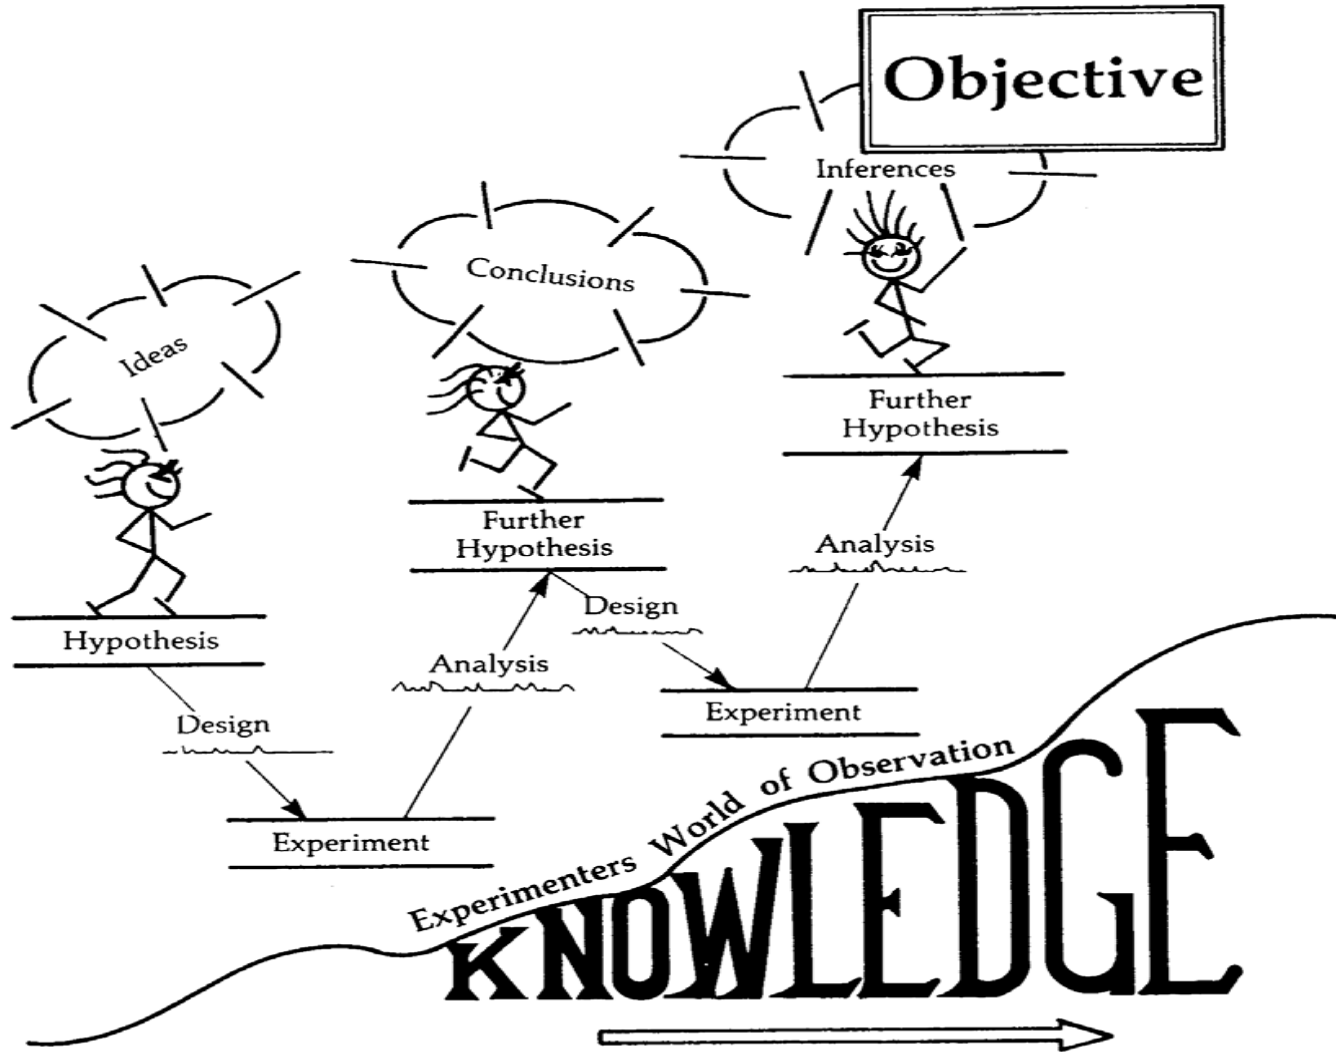 Objective
Inferences
Conclusions
Ideas
Further
Hypothesis
Further
Hypothesis
Analysis
Design
Hypothesis
Analysis
Experiment
Design
Experiment
Experimenters World of Observation
KNOWLEDGE